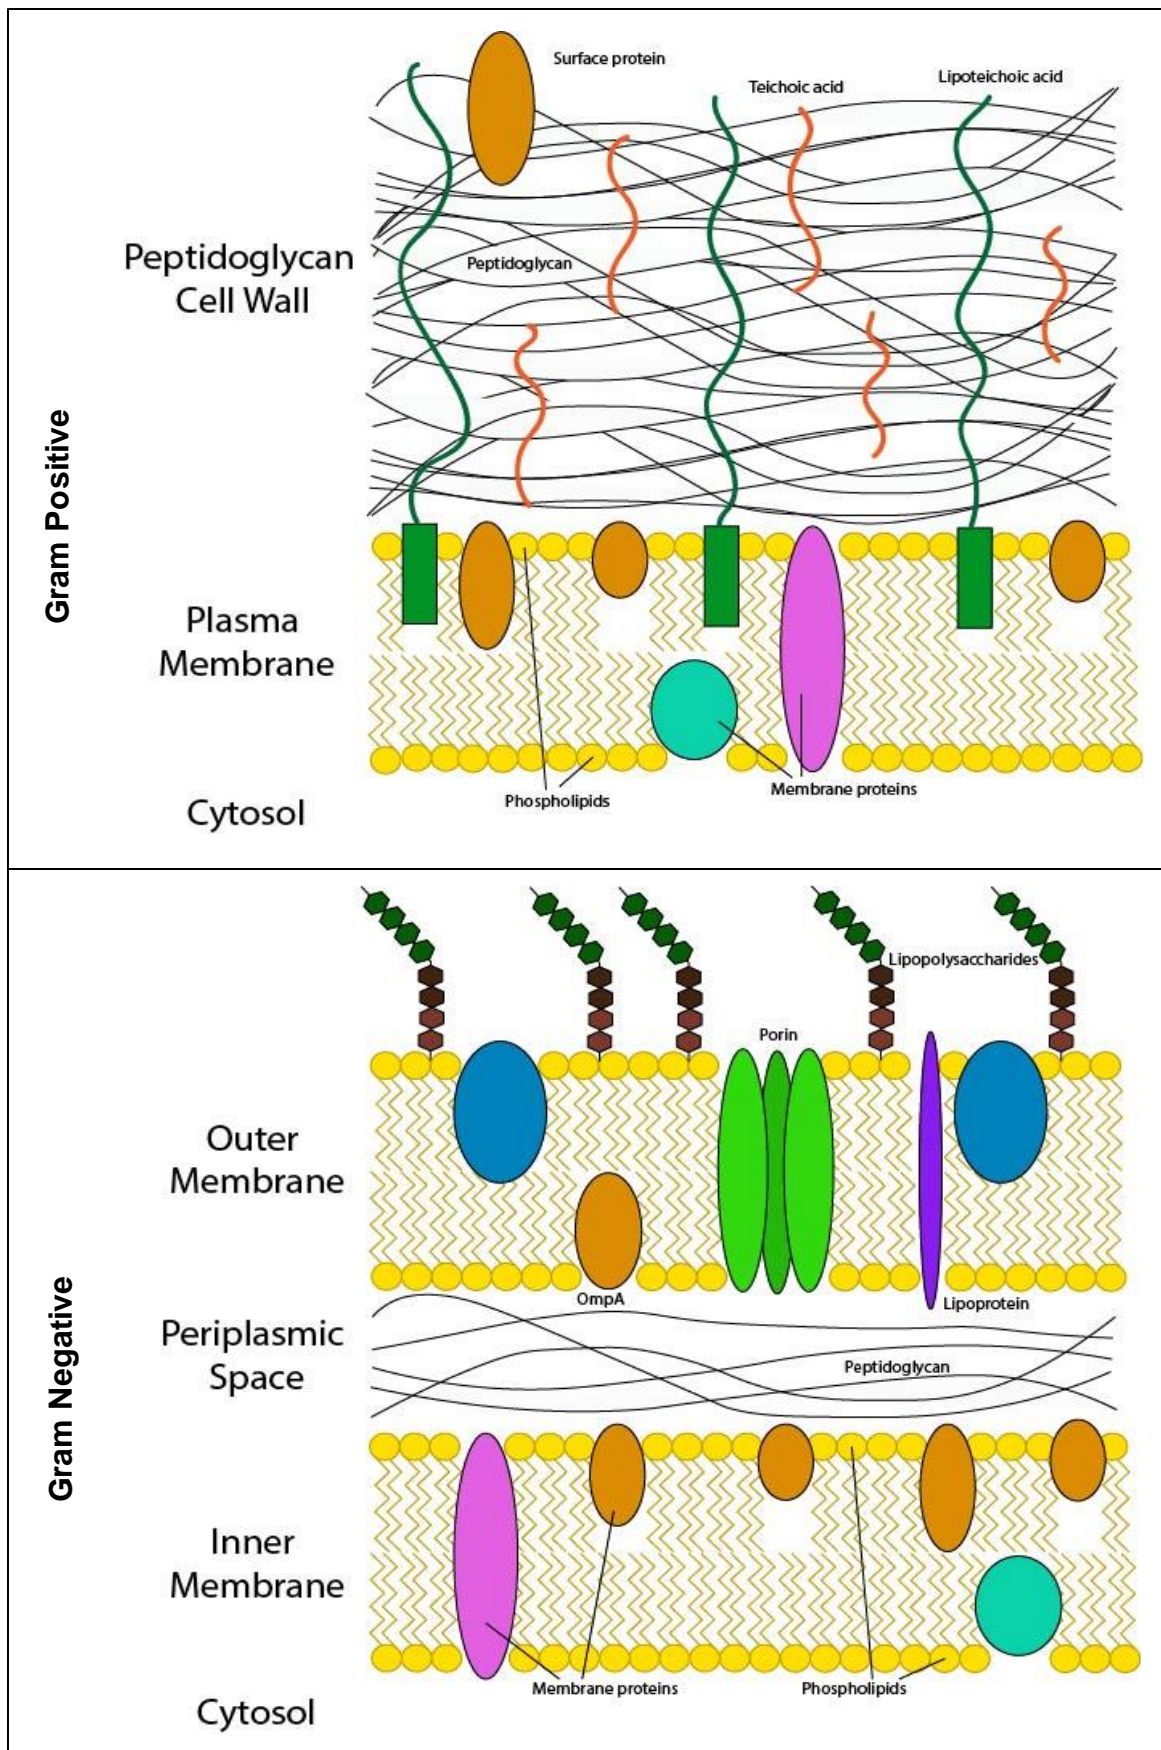 Gram Positive
Surface protein
Teichoic acid
Lipoteichoic acid
Peptidoglycan
Cell Wall
Peptidoglycan
Plasma
Membrane
Phospholipids
Membrane proteins
Cytosol
Gram Negative
Lipopolysaccharides
Porin
Outer
Membrane
OmpA
Lipoprotein
Periplasmic
Space
Peptidoglycan
Inner
Membrane
Membrane proteins
Phospholipids
Cytosol